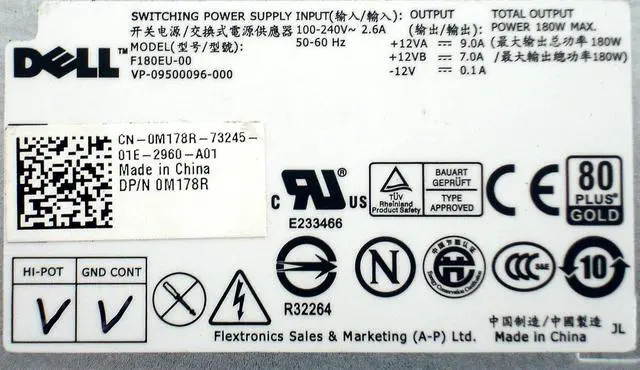 DELL™
SWITCHING POWER SUPPLY
开关电源/交換式電源供應器
MODEL(型号/型號):
F180EU-00
VP-09500096-000
INPUT(输入/輸入):
100-240V~ 2.6A
50-60 Hz
OUTPUT
(输出/輸出):
+12VA ⎓ 9.0A
+12VB ⎓ 7.0A
-12V ⎓ 0.1A
TOTAL OUTPUT
POWER 180W MAX.
(最大输出总功率180W
/最大輸出總功率180W)
CN-0M178R-73245-
01E-2960-A01
Made in China
DP/N 0M178R
HI-POT
GND CONT
V
V
c RU US
E233466
TÜV
Rheinland
Product Safety
BAUART
GEPRÜFT
TYPE
APPROVED
CE
80
PLUS
GOLD
R32264
N
CCC S&E
10
Flextronics Sales & Marketing (A-P) Ltd.
中国制造/中國製造
Made in China
JL